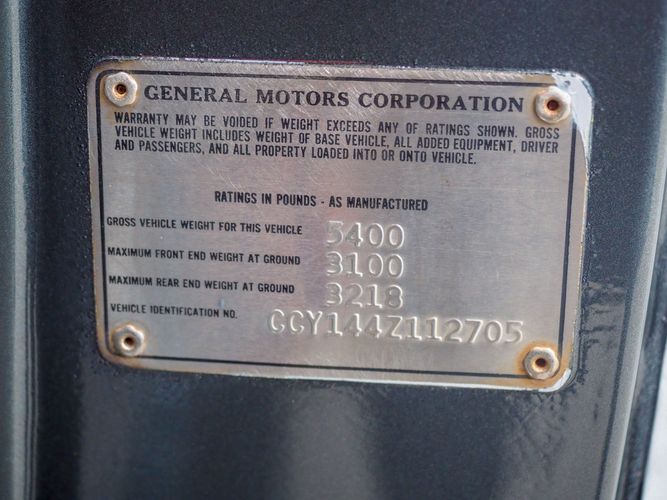 GENERAL MOTORS CORPORATION
WARRANTY MAY BE VOIDED IF WEIGHT EXCEEDS ANY OF RATINGS SHOWN. GROSS
VEHICLE WEIGHT INCLUDES WEIGHT OF BASE VEHICLE, ALL ADDED EQUIPMENT, DRIVER
AND PASSENGERS, AND ALL PROPERTY LOADED INTO OR ONTO VEHICLE.
RATINGS IN POUNDS - AS MANUFACTURED
GROSS VEHICLE WEIGHT FOR THIS VEHICLE 5400
MAXIMUM FRONT END WEIGHT AT GROUND 3100
MAXIMUM REAR END WEIGHT AT GROUND 3218
VEHICLE IDENTIFICATION NO. CCY144Z112705